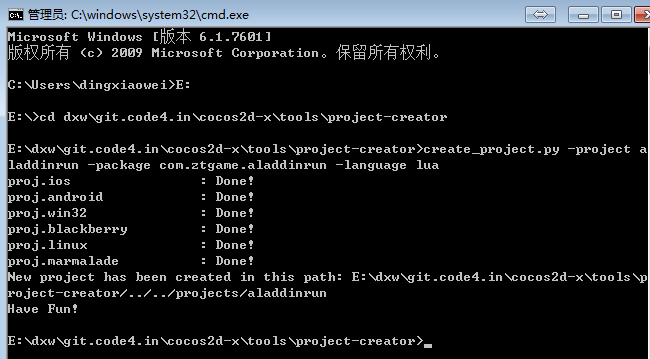 管理员: C:\windows\system32\cmd.exe
Microsoft Windows [版本 6.1.7601]
版权所有 (c) 2009 Microsoft Corporation。保留所有权利。
C:\Users\dingxiaowei>E:
E:\>cd dxw\git.code4.in\cocos2d-x\tools\project-creator
E:\dxw\git.code4.in\cocos2d-x\tools\project-creator>create_project.py -project a
laddinrun -package com.ztgame.aladdinrun -language lua
proj.ios : Done!
proj.android : Done!
proj.win32 : Done!
proj.blackberry : Done!
proj.linux : Done!
proj.marmalade : Done!
New project has been created in this path: E:\dxw\git.code4.in\cocos2d-x\tools\p
roject-creator/../../projects/aladdinrun
Have Fun!
E:\dxw\git.code4.in\cocos2d-x\tools\project-creator>